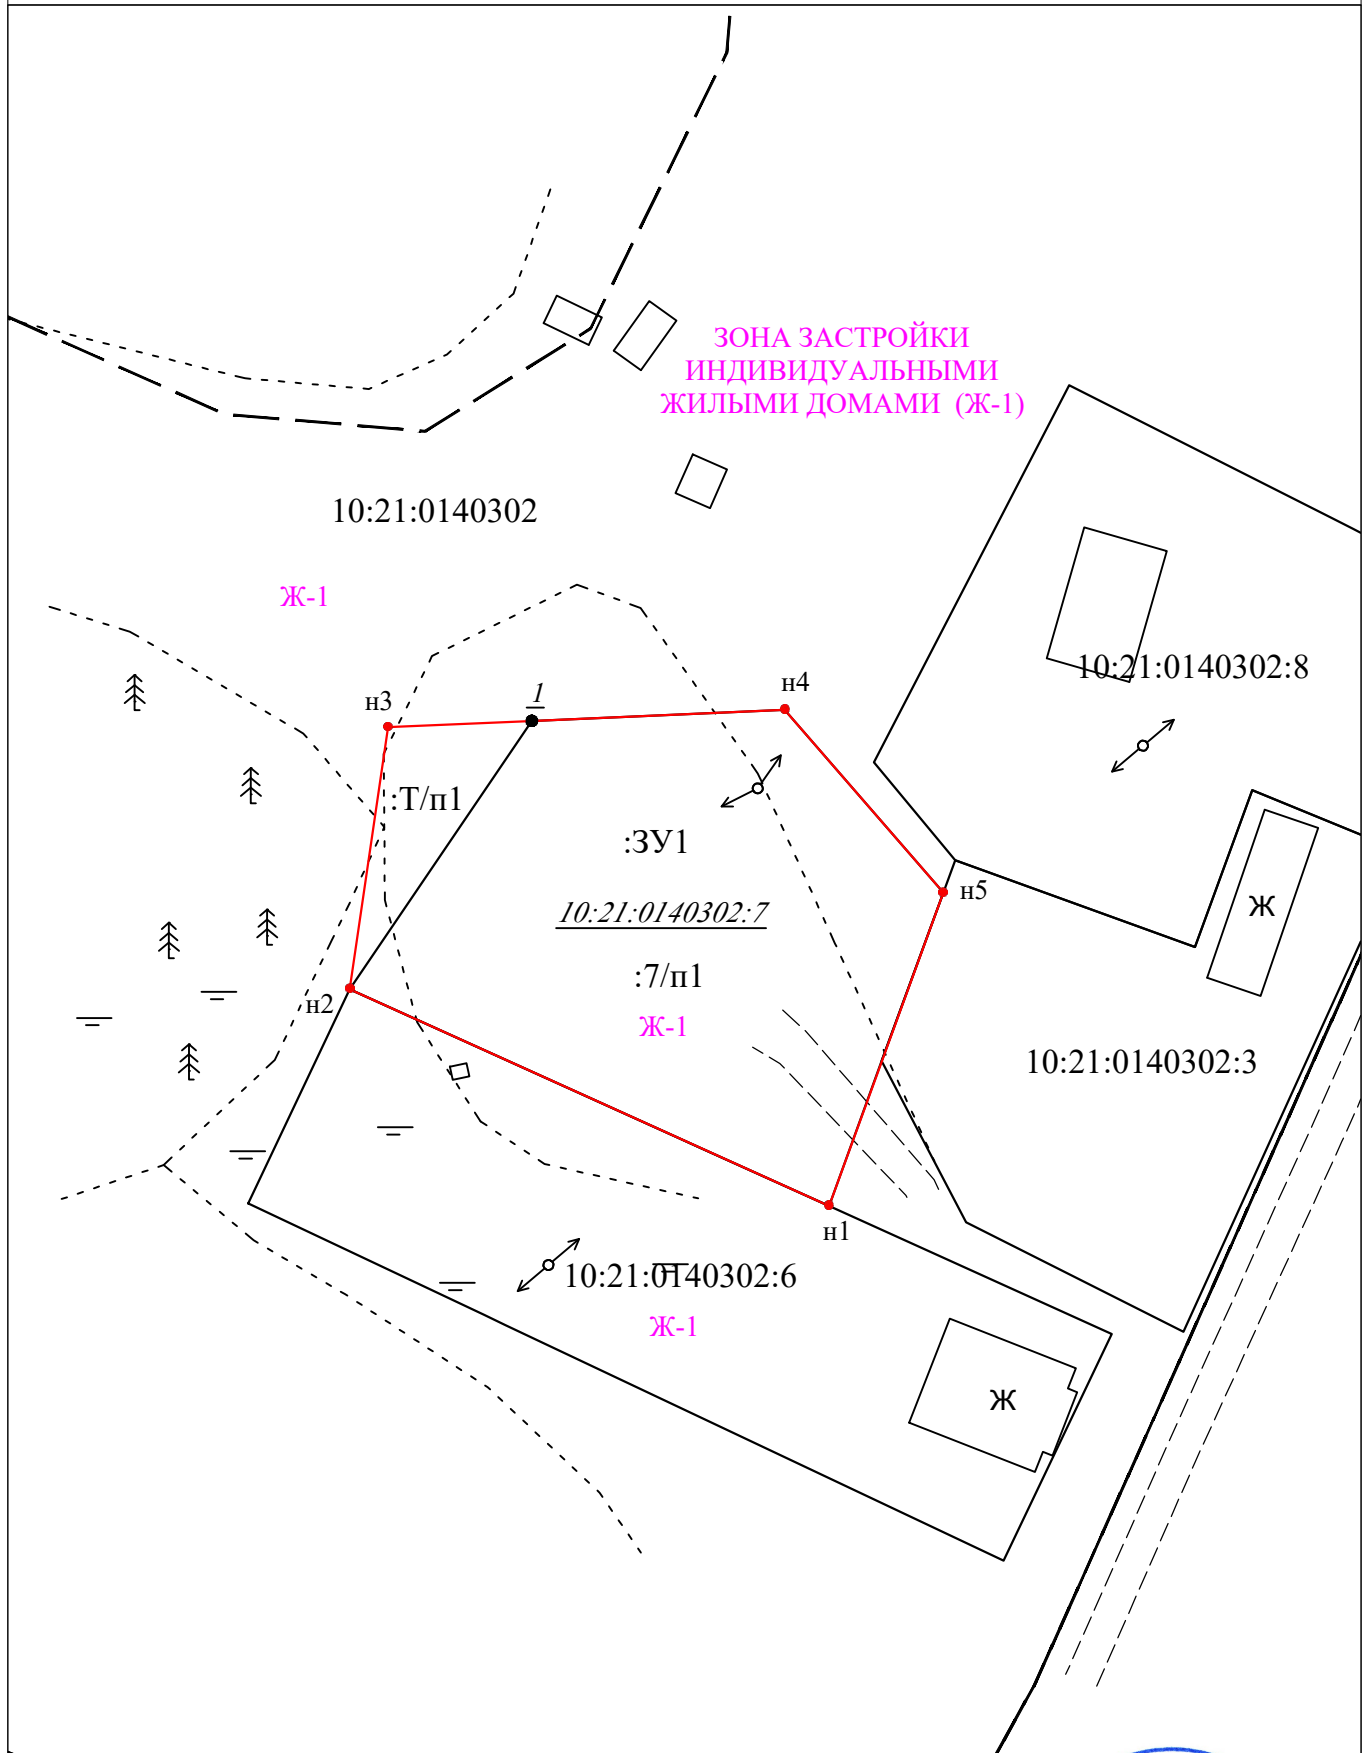 ЗОНА ЗАСТРОЙКИ
ИНДИВИДУАЛЬНЫМИ
ЖИЛЫМИ ДОМАМИ (Ж-1)
10:21:0140302
Ж-1
10:21:0140302:8
н4
1
н3
:Т/п1
:ЗУ1
н5
Ж
10:21:0140302:7
:7/п1
н2
Ж-1
10:21:0140302:3
н1
10:21:0140302:6
Ж-1
Ж